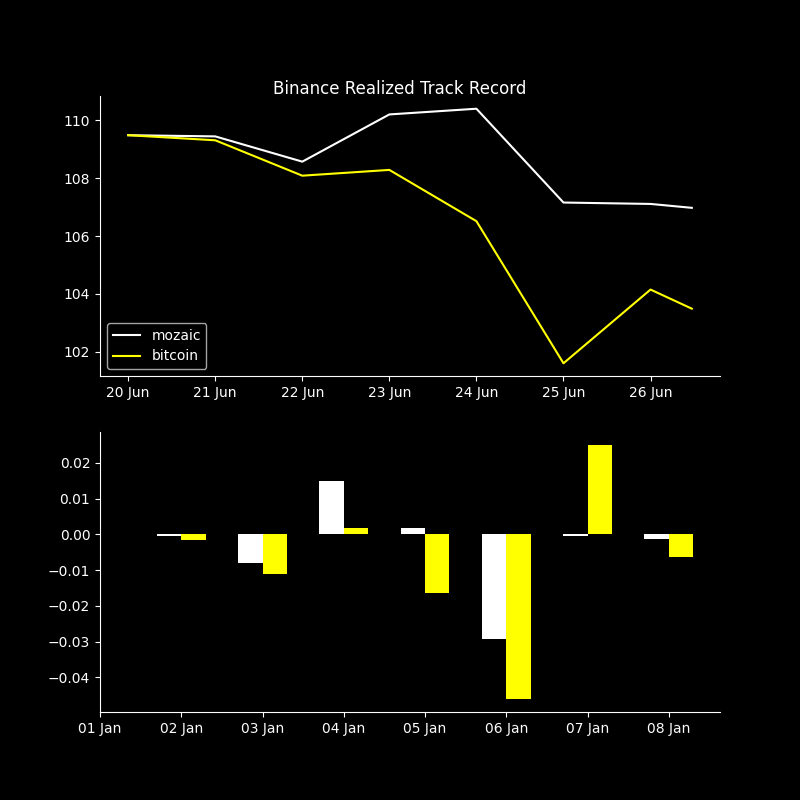 Binance Realized Track Record
110
108
106
104
102
mozaic
bitcoin
20 Jun 21 Jun 22 Jun 23 Jun 24 Jun 25 Jun 26 Jun
0.02
0.01
0.00
−0.01
−0.02
−0.03
−0.04
01 Jan 02 Jan 03 Jan 04 Jan 05 Jan 06 Jan 07 Jan 08 Jan